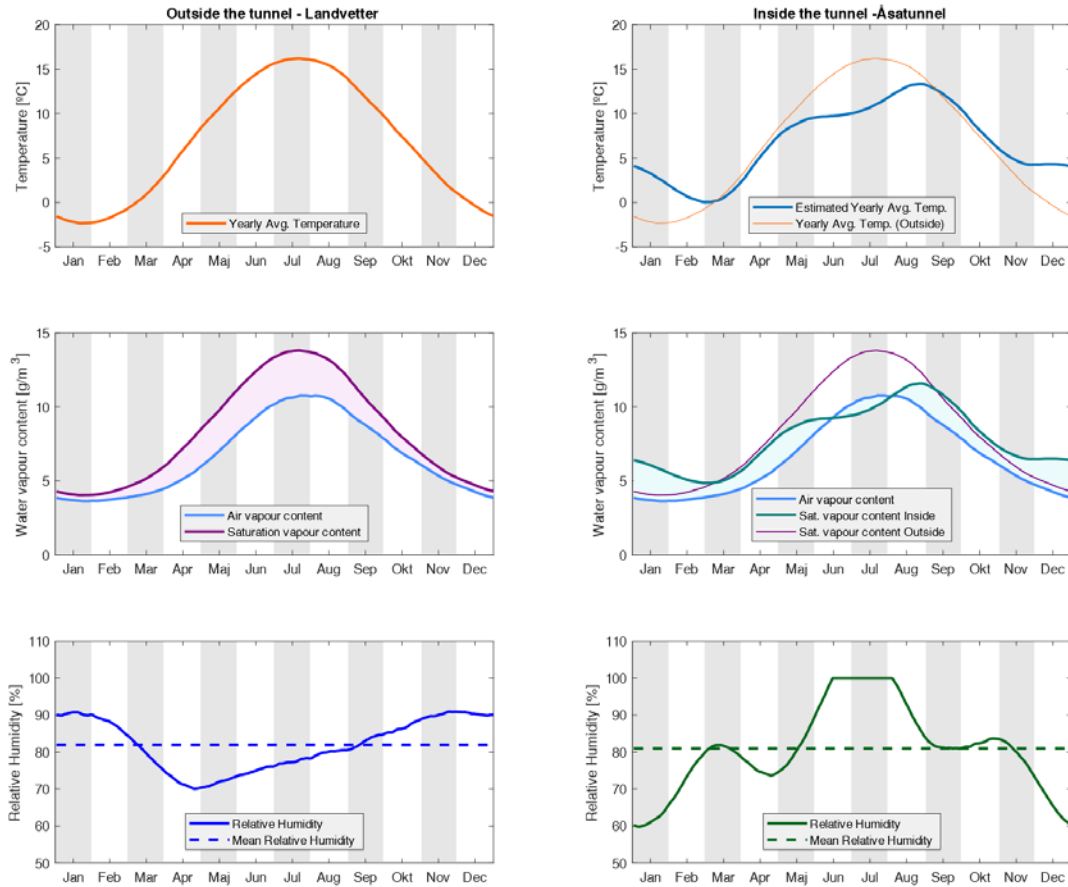 Outside the tunnel - Landvetter
20
15
10
5
0
-5
Temperature [ºC]
Yearly Avg. Temperature
Jan Feb Mar Apr Maj Jun Jul Aug Sep Okt Nov Dec
Inside the tunnel -Åsatunnel
20
15
10
5
0
-5
Temperature [ºC]
Estimated Yearly Avg. Temp.
Yearly Avg. Temp. (Outside)
Jan Feb Mar Apr Maj Jun Jul Aug Sep Okt Nov Dec
15
10
5
0
Water vapour content [g/m³]
Air vapour content
Saturation vapour content
Jan Feb Mar Apr Maj Jun Jul Aug Sep Okt Nov Dec
15
10
5
0
Water vapour content [g/m³]
Air vapour content
Sat. vapour content Inside
Sat. vapour content Outside
Jan Feb Mar Apr Maj Jun Jul Aug Sep Okt Nov Dec
110
100
90
80
70
60
50
Relative Humidity [%]
Relative Humidity
Mean Relative Humidity
Jan Feb Mar Apr Maj Jun Jul Aug Sep Okt Nov Dec
110
100
90
80
70
60
50
Relative Humidity [%]
Relative Humidity
Mean Relative Humidity
Jan Feb Mar Apr Maj Jun Jul Aug Sep Okt Nov Dec